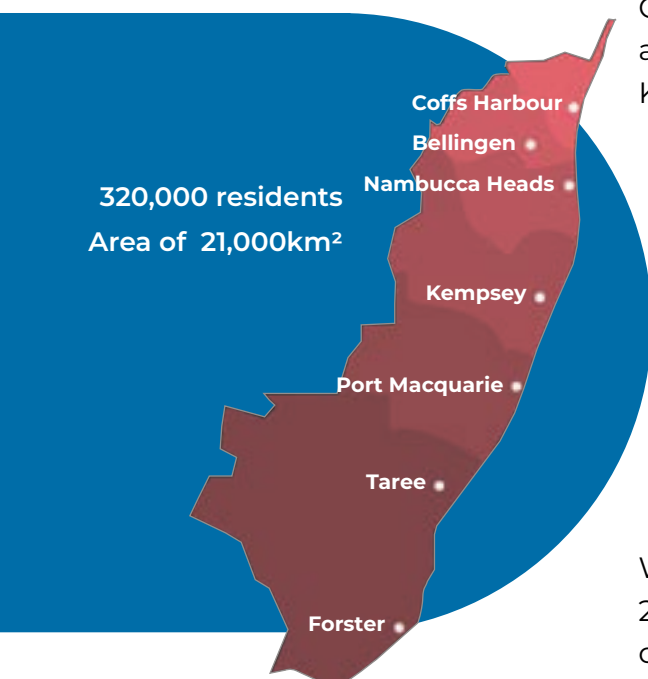 Coffs Harbour
Bellingen
320,000 residents
Nambucca Heads
Area of 21,000km²
Kempsey
Port Macquarie
Taree
Forster